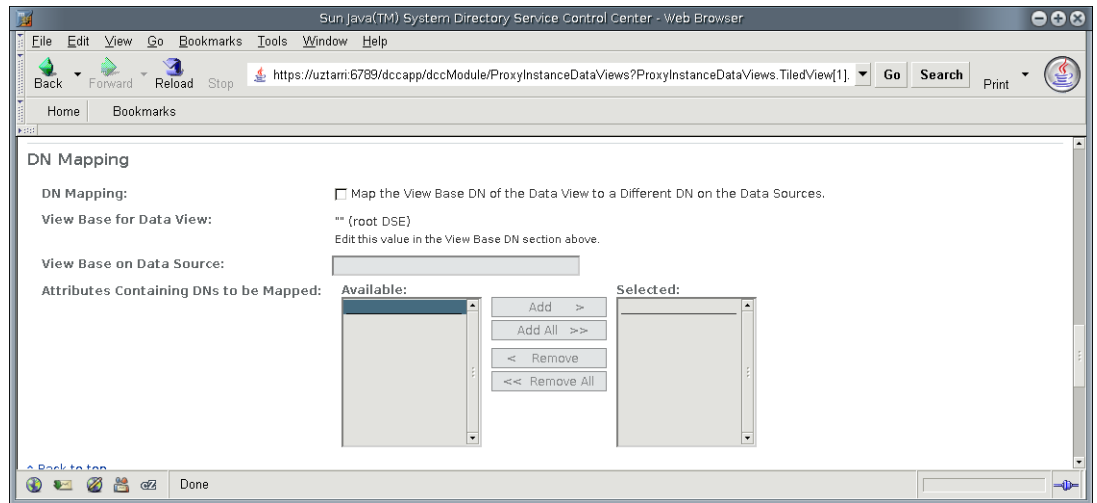 Sun Java(TM) System Directory Service Control Center - Web Browser
File Edit View Go Bookmarks Tools Window Help
Back Forward Reload Stop https://uztarri:6789/dccapp/dccModule/ProxyInstanceDataViews?ProxyInstanceDataViews.TiledView[1]. Go Search Print
Home Bookmarks
DN Mapping
DN Mapping: Map the View Base DN of the Data View to a Different DN on the Data Sources.
View Base for Data View: "" (root DSE)
Edit this value in the View Base DN section above.
View Base on Data Source:
Attributes Containing DNs to be Mapped: Available: Selected:
Add >
Add All >>
< Remove
<< Remove All
^ Back to top
Done